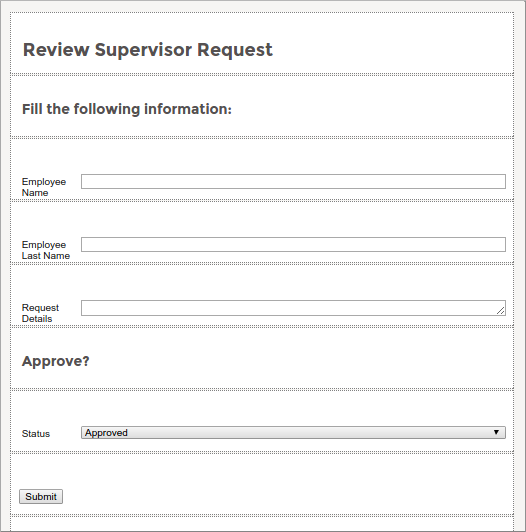 Review Supervisor Request
Fill the following information:
Employee
Name
Employee
Last Name
Request
Details
Approve?
Status
Approved
Submit